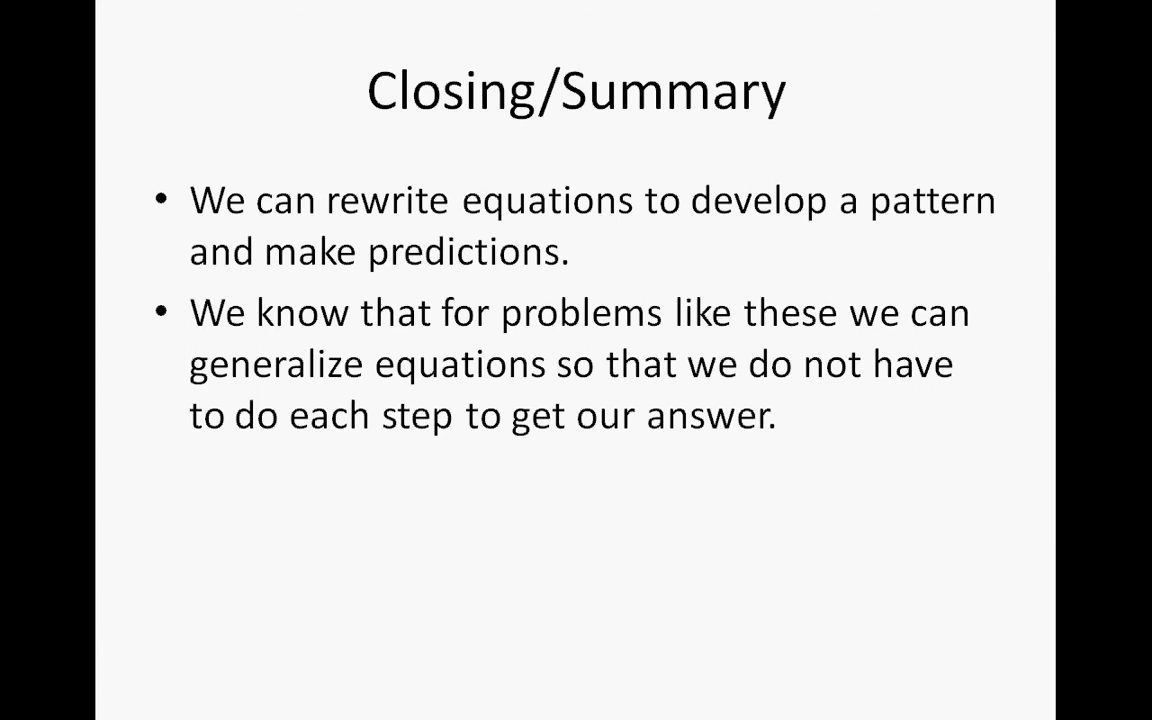 Closing/Summary
• We can rewrite equations to develop a pattern
and make predictions.
• We know that for problems like these we can
generalize equations so that we do not have
to do each step to get our answer.